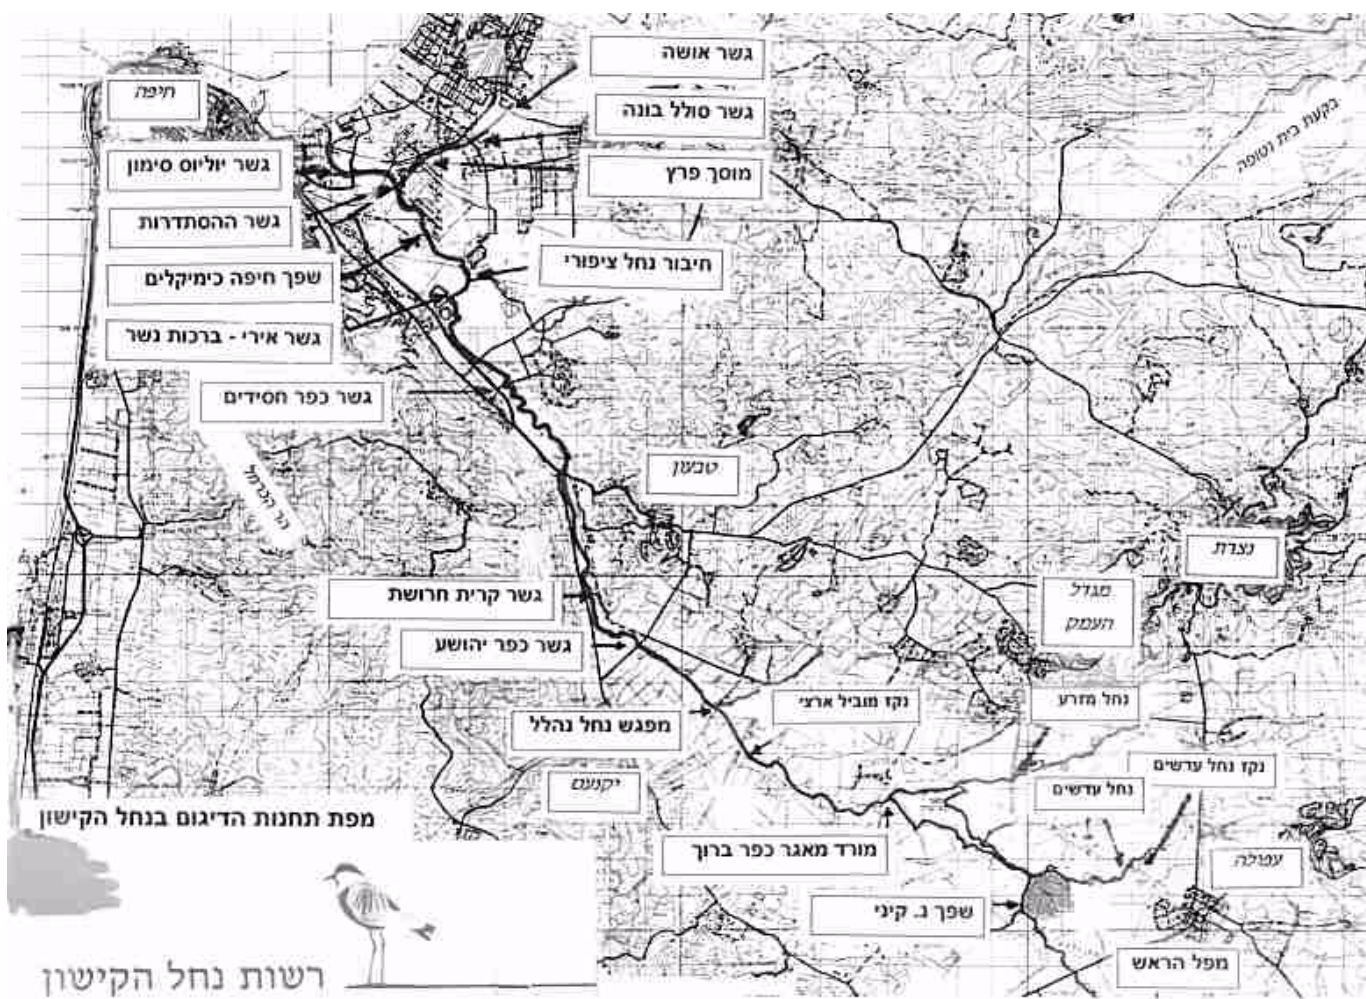 גשר אושה
חיפה
גשר סולל בונה
בקעת בית נטופה
גשר יוליוס סימון
מוסך פרץ
גשר ההסתדרות
חיבור נחל ציפורי
שפך חיפה כימיקלים
גשר אירי - ברכות נשר
גשר כפר חסידים
טבעון
הר הכרמל
נצרת
גשר קרית חרושת
מגדל
העמק
גשר כפר יהושע
נקז מוביל ארצי
נחל מזרע
מפגש נחל נהלל
נקז נחל עדשים
יקנעם
נחל עדשים
מפת תחנות הדיגום בנחל הקישון
מורד מאגר כפר ברוך
עפולה
שפך נ. קיני
מפל הראש
רשות נחל הקישון